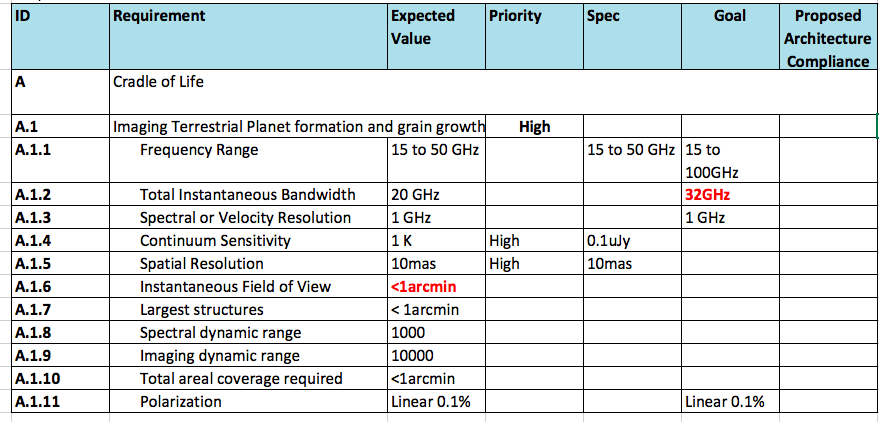 ID Requirement Expected Value Priority Spec Goal Proposed Architecture Compliance
A Cradle of Life
A.1 Imaging Terrestrial Planet formation and grain growth High
A.1.1 Frequency Range 15 to 50 GHz 15 to 50 GHz 15 to 100GHz
A.1.2 Total Instantaneous Bandwidth 20 GHz 32GHz
A.1.3 Spectral or Velocity Resolution 1 GHz 1 GHz
A.1.4 Continuum Sensitivity 1 K High 0.1uJy
A.1.5 Spatial Resolution 10mas High 10mas
A.1.6 Instantaneous Field of View <1arcmin
A.1.7 Largest structures < 1arcmin
A.1.8 Spectral dynamic range 1000
A.1.9 Imaging dynamic range 10000
A.1.10 Total areal coverage required <1arcmin
A.1.11 Polarization Linear 0.1% Linear 0.1%